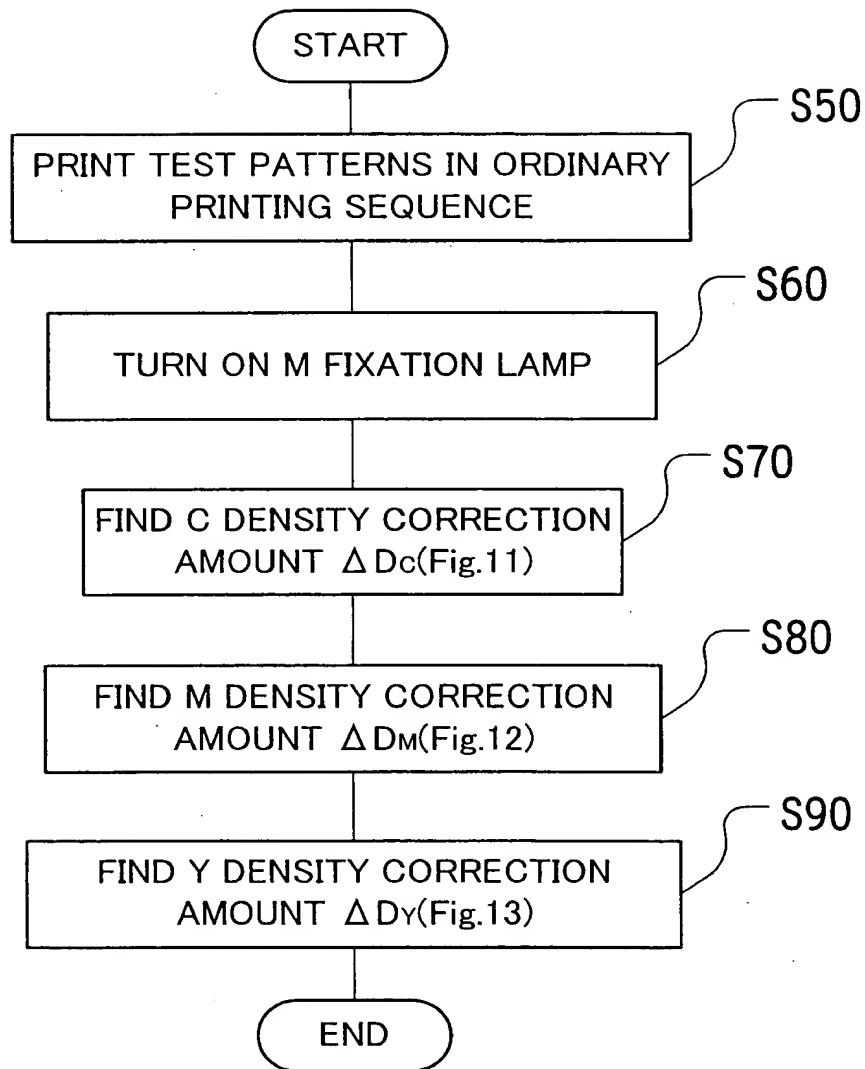 START
S50
PRINT TEST PATTERNS IN ORDINARY
PRINTING SEQUENCE
S60
TURN ON M FIXATION LAMP
S70
FIND C DENSITY CORRECTION
AMOUNT ΔDC(Fig.11)
S80
FIND M DENSITY CORRECTION
AMOUNT ΔDM(Fig.12)
S90
FIND Y DENSITY CORRECTION
AMOUNT ΔDY(Fig.13)
END